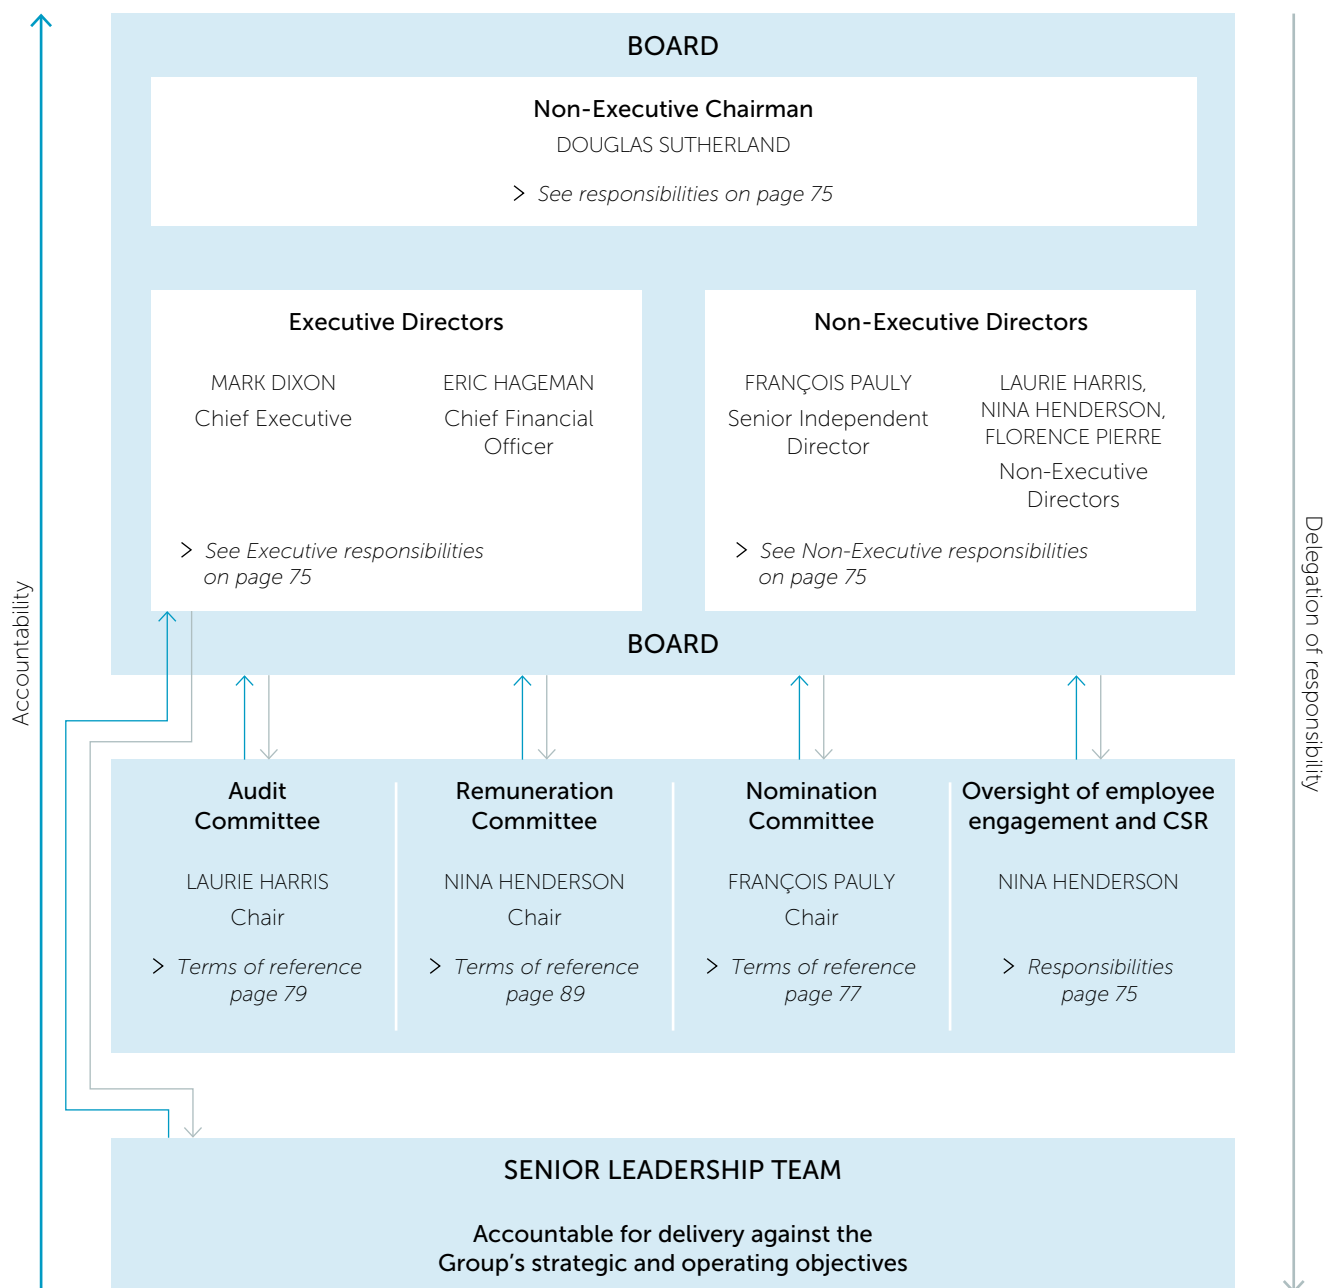 BOARD
Non-Executive Chairman
DOUGLAS SUTHERLAND
> See responsibilities on page 75
Executive Directors
MARK DIXON
Chief Executive
ERIC HAGEMAN
Chief Financial
Officer
> See Executive responsibilities
on page 75
Non-Executive Directors
FRANÇOIS PAULY
Senior Independent
Director
LAURIE HARRIS,
NINA HENDERSON,
FLORENCE PIERRE
Non-Executive
Directors
> See Non-Executive responsibilities
on page 75
BOARD
Accountability
Delegation of responsibility
Audit
Committee
LAURIE HARRIS
Chair
> Terms of reference
page 79
Remuneration
Committee
NINA HENDERSON
Chair
> Terms of reference
page 89
Nomination
Committee
FRANÇOIS PAULY
Chair
> Terms of reference
page 77
Oversight of employee
engagement and CSR
NINA HENDERSON
> Responsibilities
page 75
SENIOR LEADERSHIP TEAM
Accountable for delivery against the
Group's strategic and operating objectives